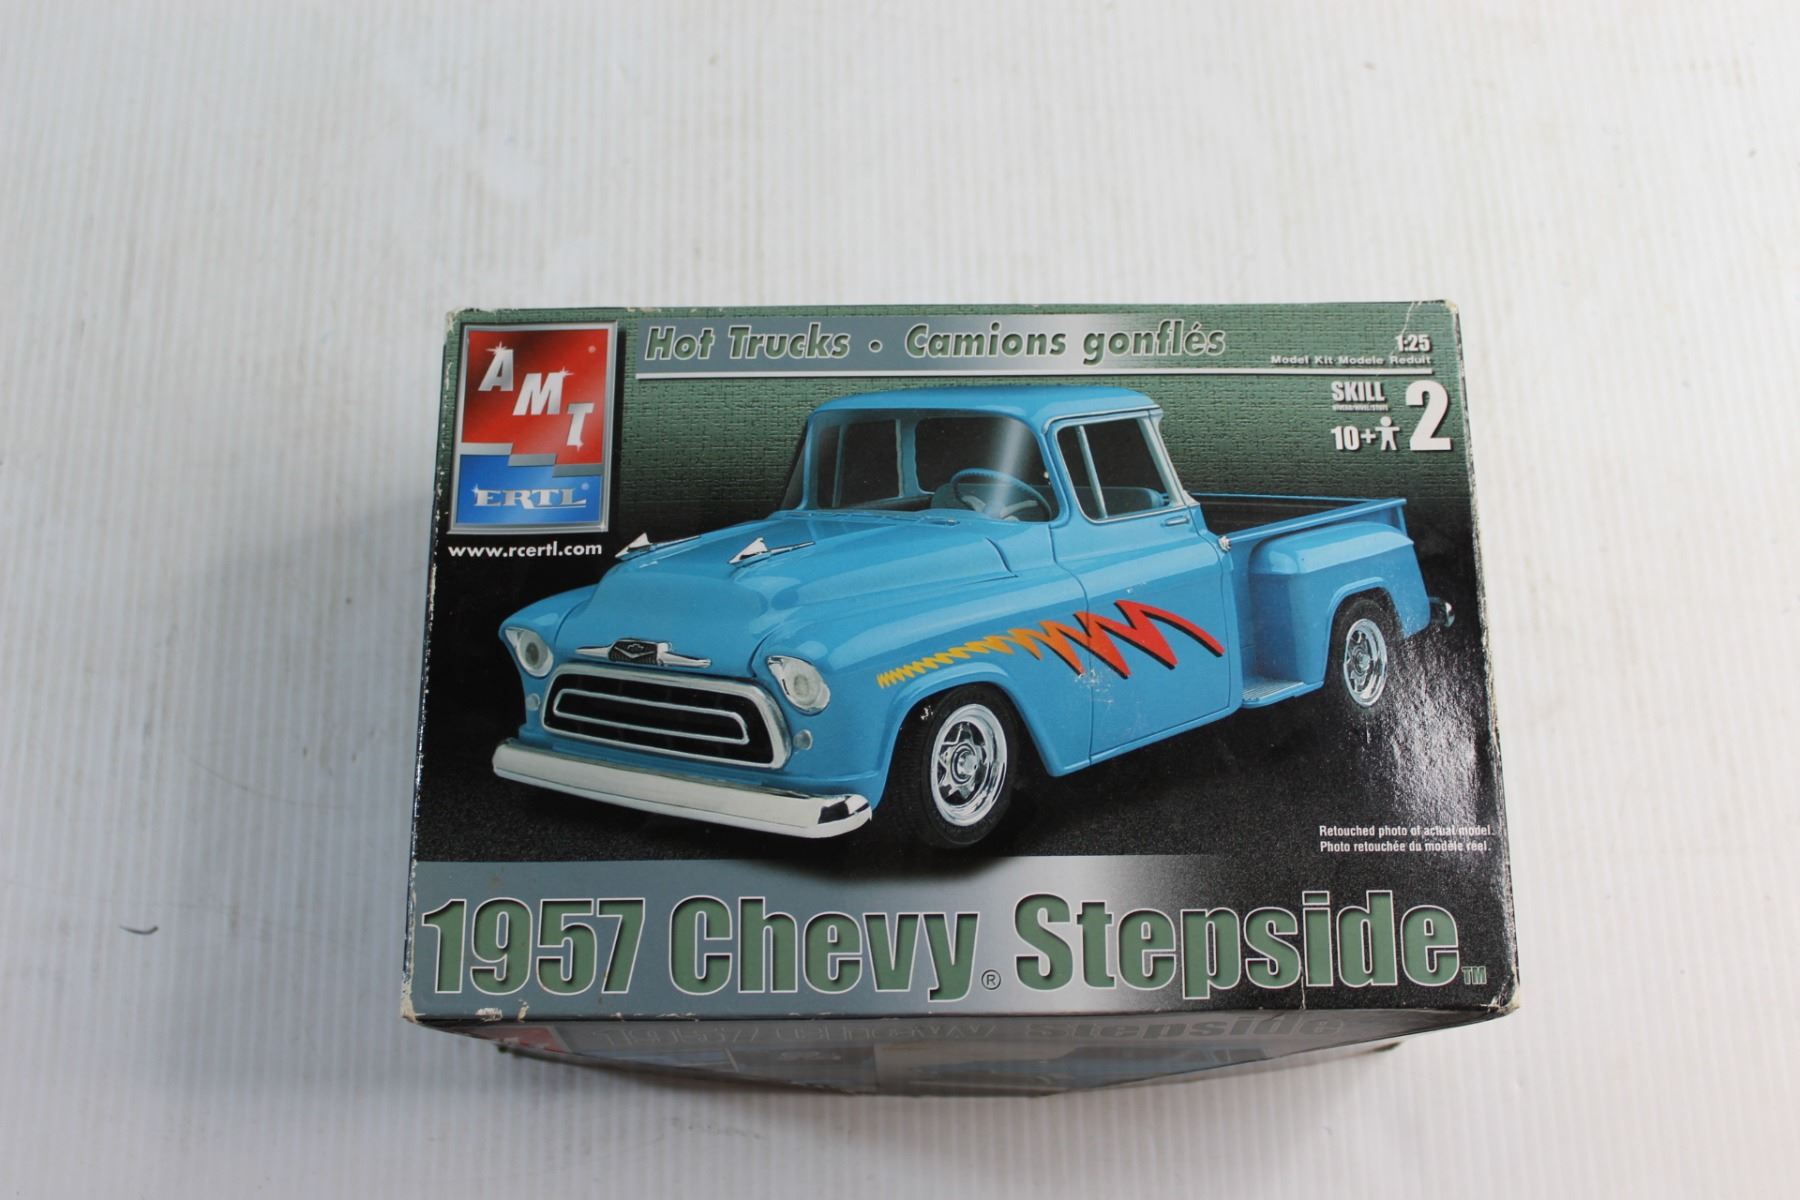 AMT
ERTL
www.rcertl.com
Hot Trucks • Camions gonflés
1:25
Model Kit Modele Reduit
SKILL 2
10+
Retouched photo of actual model.
Photo retouchée du modèle réel.
1957 Chevy® Stepside™
Stepside